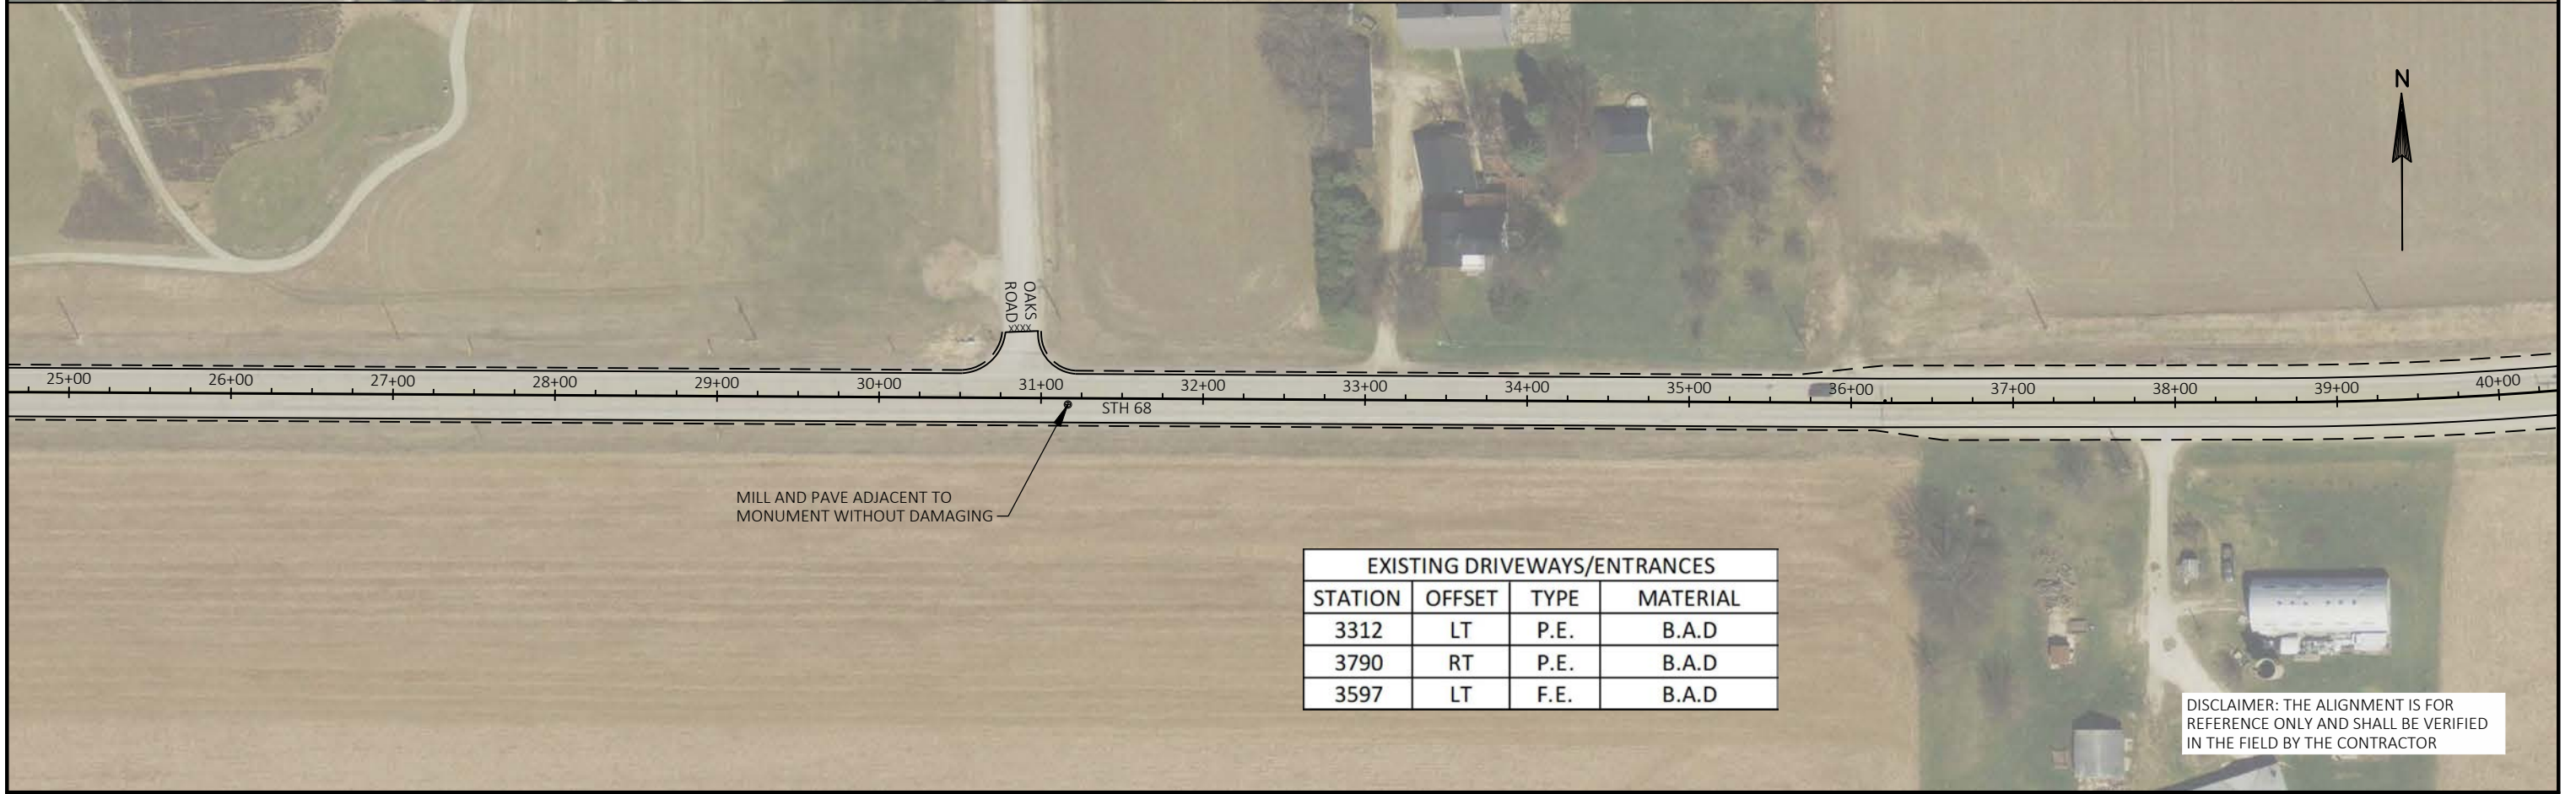 N
OAKS
ROAD
XXXX
25+00 26+00 27+00 28+00 29+00 30+00 31+00 32+00 33+00 34+00 35+00 36+00 37+00 38+00 39+00 40+00
STH 68
MILL AND PAVE ADJACENT TO
MONUMENT WITHOUT DAMAGING
EXISTING DRIVEWAYS/ENTRANCES
STATION OFFSET TYPE MATERIAL
3312 LT P.E. B.A.D
3790 RT P.E. B.A.D
3597 LT F.E. B.A.D
DISCLAIMER: THE ALIGNMENT IS FOR
REFERENCE ONLY AND SHALL BE VERIFIED
IN THE FIELD BY THE CONTRACTOR